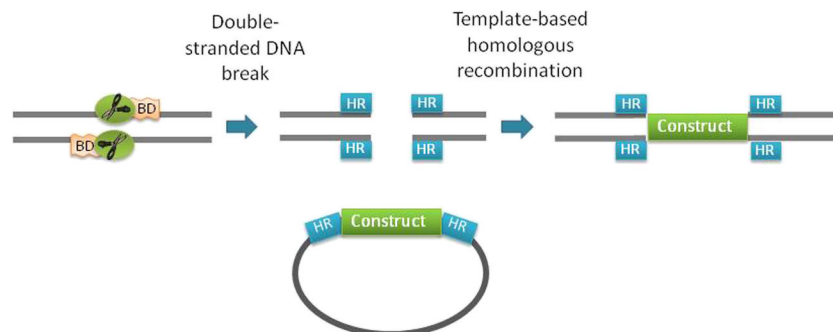 Double-
stranded DNA
break
Template-based
homologous
recombination
BD
BD
HR
HR
HR
HR
HR
HR
Construct
HR
HR
HR
Construct
HR